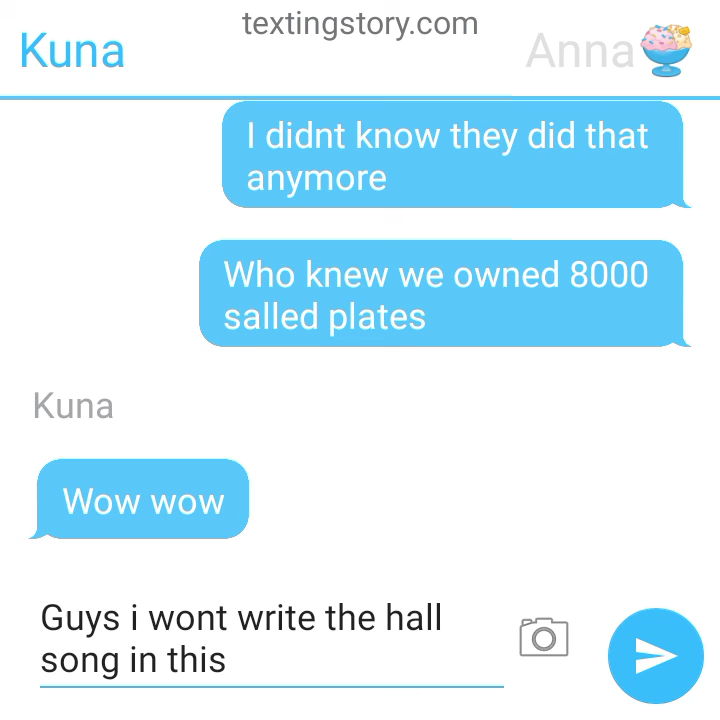 textingstory.com
Kuna
Anna🍨
I didnt know they did that
anymore
Who knew we owned 8000
salled plates
Kuna
Wow wow
Guys i wont write the hall
song in this